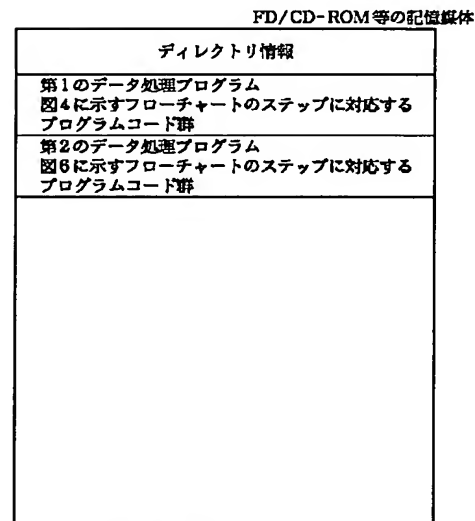 FD/CD-ROM等の記憶媒体
ディレクトリ情報
第1のデータ処理プログラム
図4に示すフローチャートのステップに対応する
プログラムコード群
第2のデータ処理プログラム
図6に示すフローチャートのステップに対応する
プログラムコード群